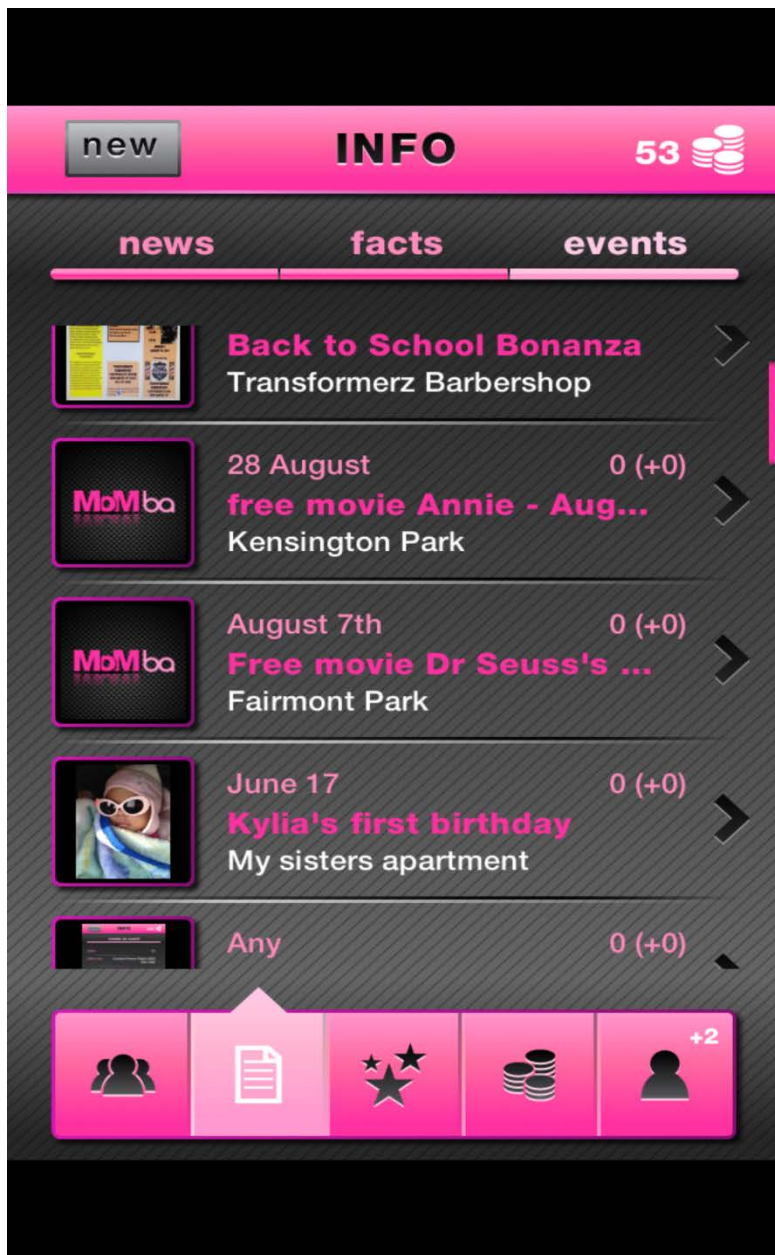 new INFO 53
news facts events
Back to School Bonanza
Transformerz Barbershop
MoMba
28 August 0 (+0)
free movie Annie - Aug...
Kensington Park
MoMba
August 7th 0 (+0)
Free movie Dr Seuss's ...
Fairmont Park
June 17 0 (+0)
Kylia's first birthday
My sisters apartment
Any 0 (+0)
+2